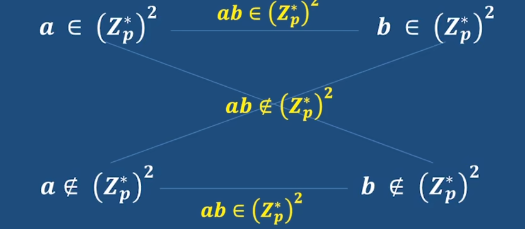 ab ∈ (Z*p)²
a ∈ (Z*p)² b ∈ (Z*p)²
ab ∉ (Z*p)²
a ∉ (Z*p)² b ∉ (Z*p)²
ab ∈ (Z*p)²